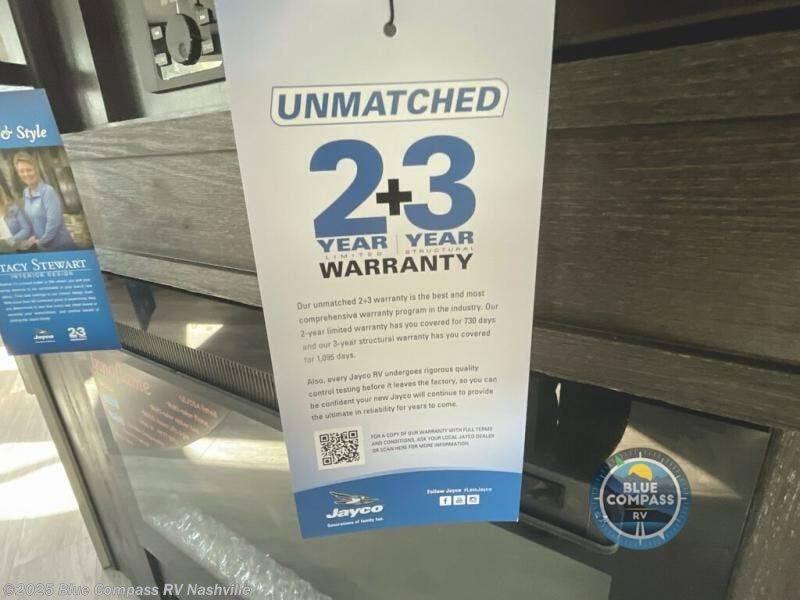 UNMATCHED
2+3
YEAR YEAR
LIMITED STRUCTURAL
WARRANTY
Our unmatched 2+3 warranty is the best and most
comprehensive warranty program in the industry. Our
2-year limited warranty has you covered for 730 days
and our 3-year structural warranty has you covered
for 1,095 days.
Also, every Jayco RV undergoes rigorous quality
control testing before it leaves the factory, so you can
be confident your new Jayco will continue to provide
the ultimate in reliability for years to come.
FOR A COPY OF OUR WARRANTY WITH FULL TERMS
AND CONDITIONS, ASK YOUR LOCAL JAYCO DEALER
OR SCAN HERE FOR MORE INFORMATION.
Jayco
Generations of family fun.
Follow Jayco #LoveJayco
& Style
TACY STEWART
INTERIOR DESIGN
Jayco 2+3
BLUE
COMPASS
RV
©2025 Blue Compass RV Nashville